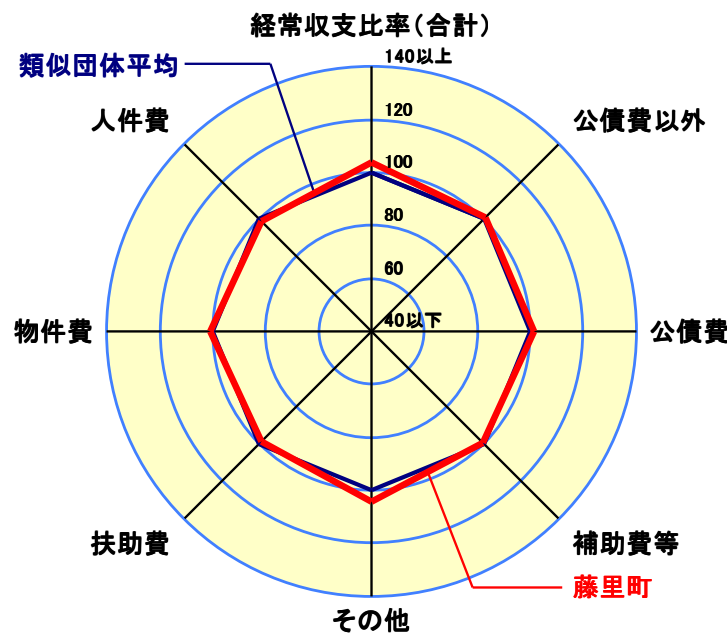 経常収支比率(合計)
類似団体平均
140以上
人件費
120
公債費以外
100
80
60
40以下
物件費
公債費
扶助費
補助費等
藤里町
その他